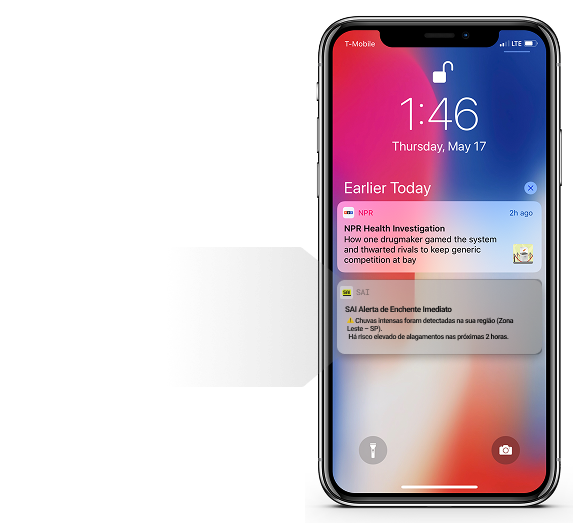 T-Mobile LTE
1:46
Thursday, May 17
Earlier Today
NPR 2h ago
NPR Health Investigation
How one drugmaker gamed the system
and thwarted rivals to keep generic
competition at bay
SAI
SAI Alerta de Enchente Imediato
⚠️ Chuvas intensas foram detectadas na sua região (Zona
Leste – SP).
Há risco elevado de alagamentos nas próximas 2 horas.